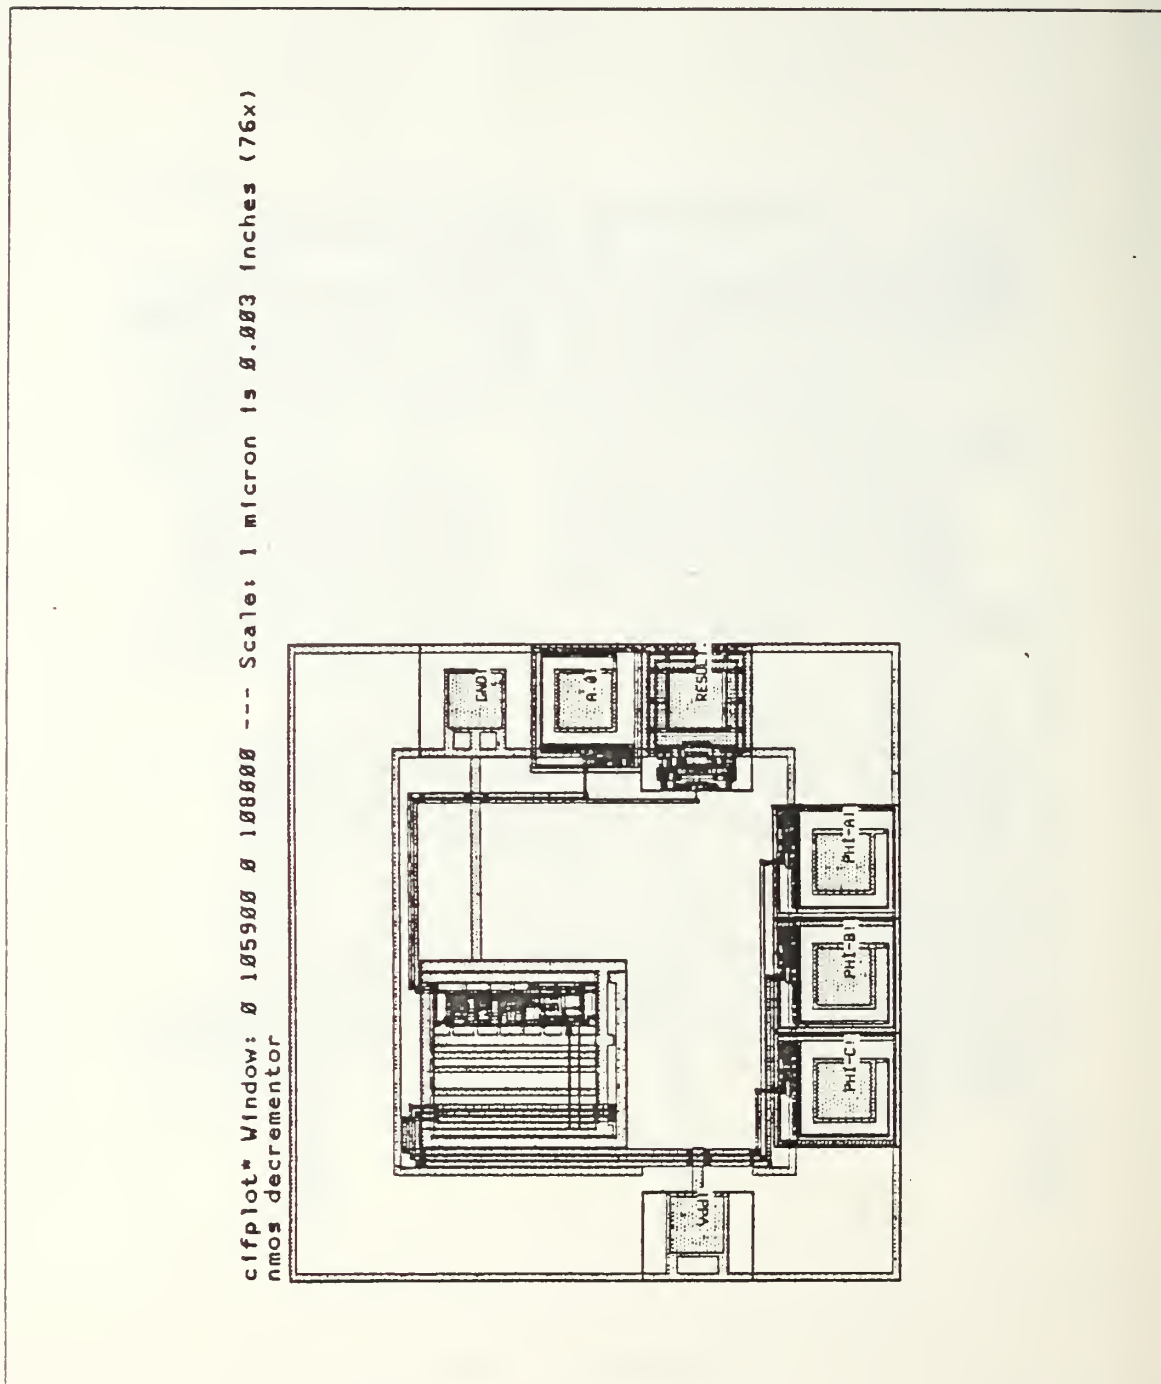 cifplot* Window: 0 105900 0 108000 --- Scale: 1 micron is 0.003 inches (76x)
nmos decrementor
GND!
A.0!
RESULT.
PHI-A!
PHI-B!
PHI-C!
Vdd!